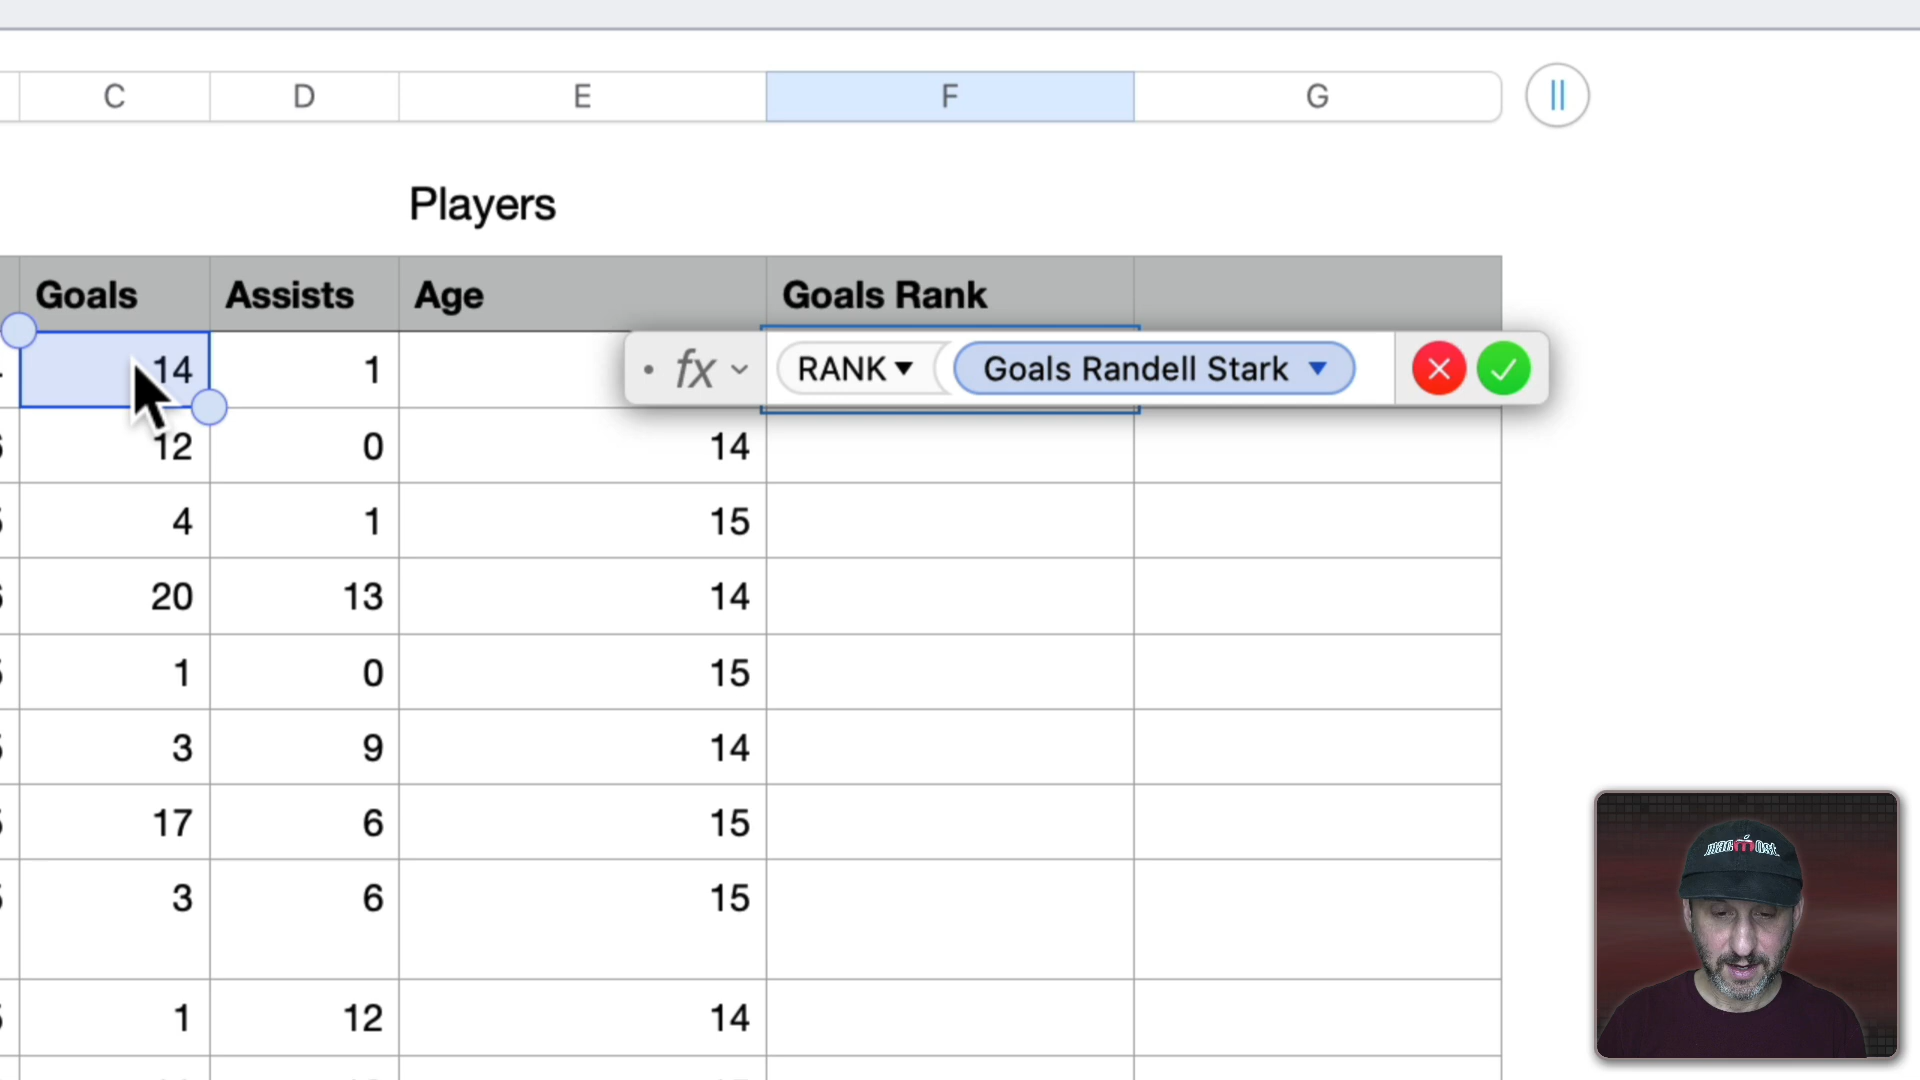 C D E F G
Players
Goals Assists Age Goals Rank
14 1 fx RANK Goals Randell Stark
12 0 14
4 1 15
20 13 14
1 0 15
3 9 14
17 6 15
3 6 15
1 12 14
macmost